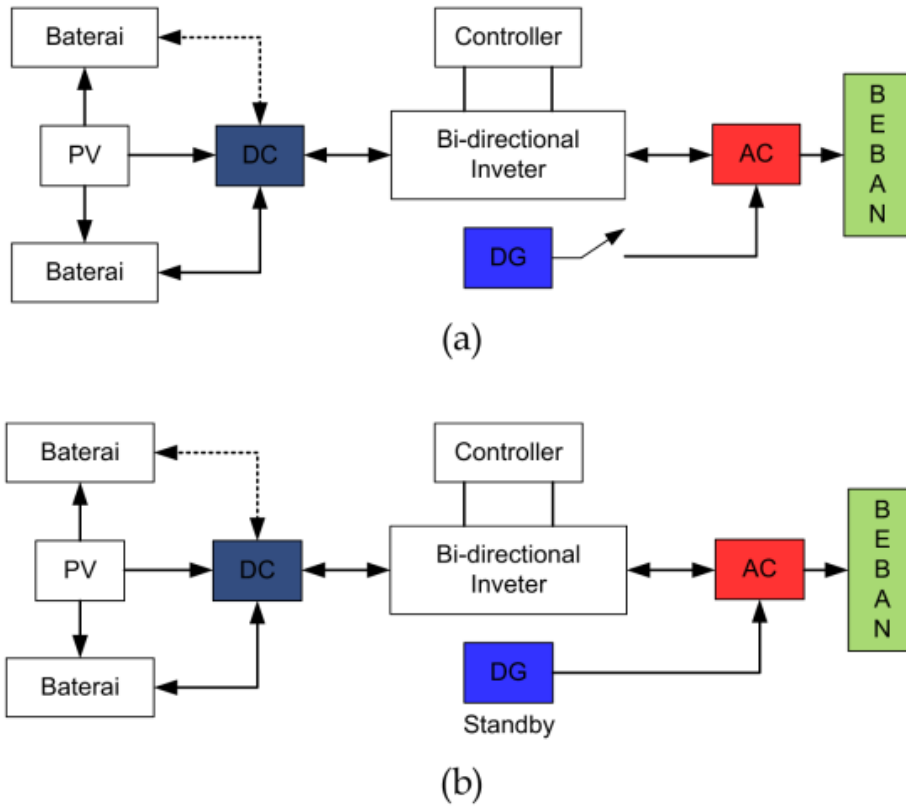 Baterai
Controller
PV
DC
Bi-directional
Inveter
AC
B
E
B
A
N
Baterai
DG
(a)
Baterai
Controller
PV
DC
Bi-directional
Inveter
AC
B
E
B
A
N
Baterai
DG
Standby
(b)